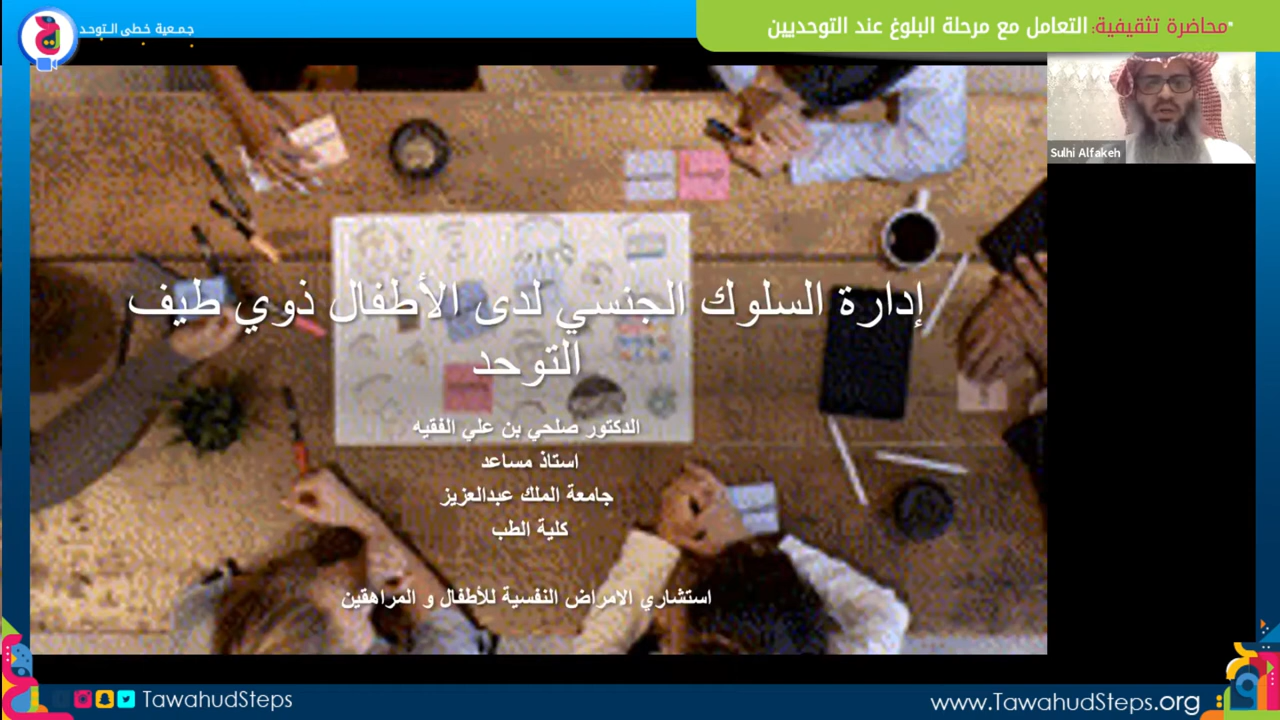 جمعية خطى التوحد
*محاضرة تثقيفية: التعامل مع مرحلة البلوغ عند التوحديين
Sulhi Alfakeh
إدارة السلوك الجنسي لدى الأطفال ذوي طيف
التوحد
الدكتور صلحي بن علي الفقيه
استاذ مساعد
جامعة الملك عبدالعزيز
كلية الطب
استشاري الامراض النفسية للأطفال و المراهقين
TawahudSteps
www.TawahudSteps.org